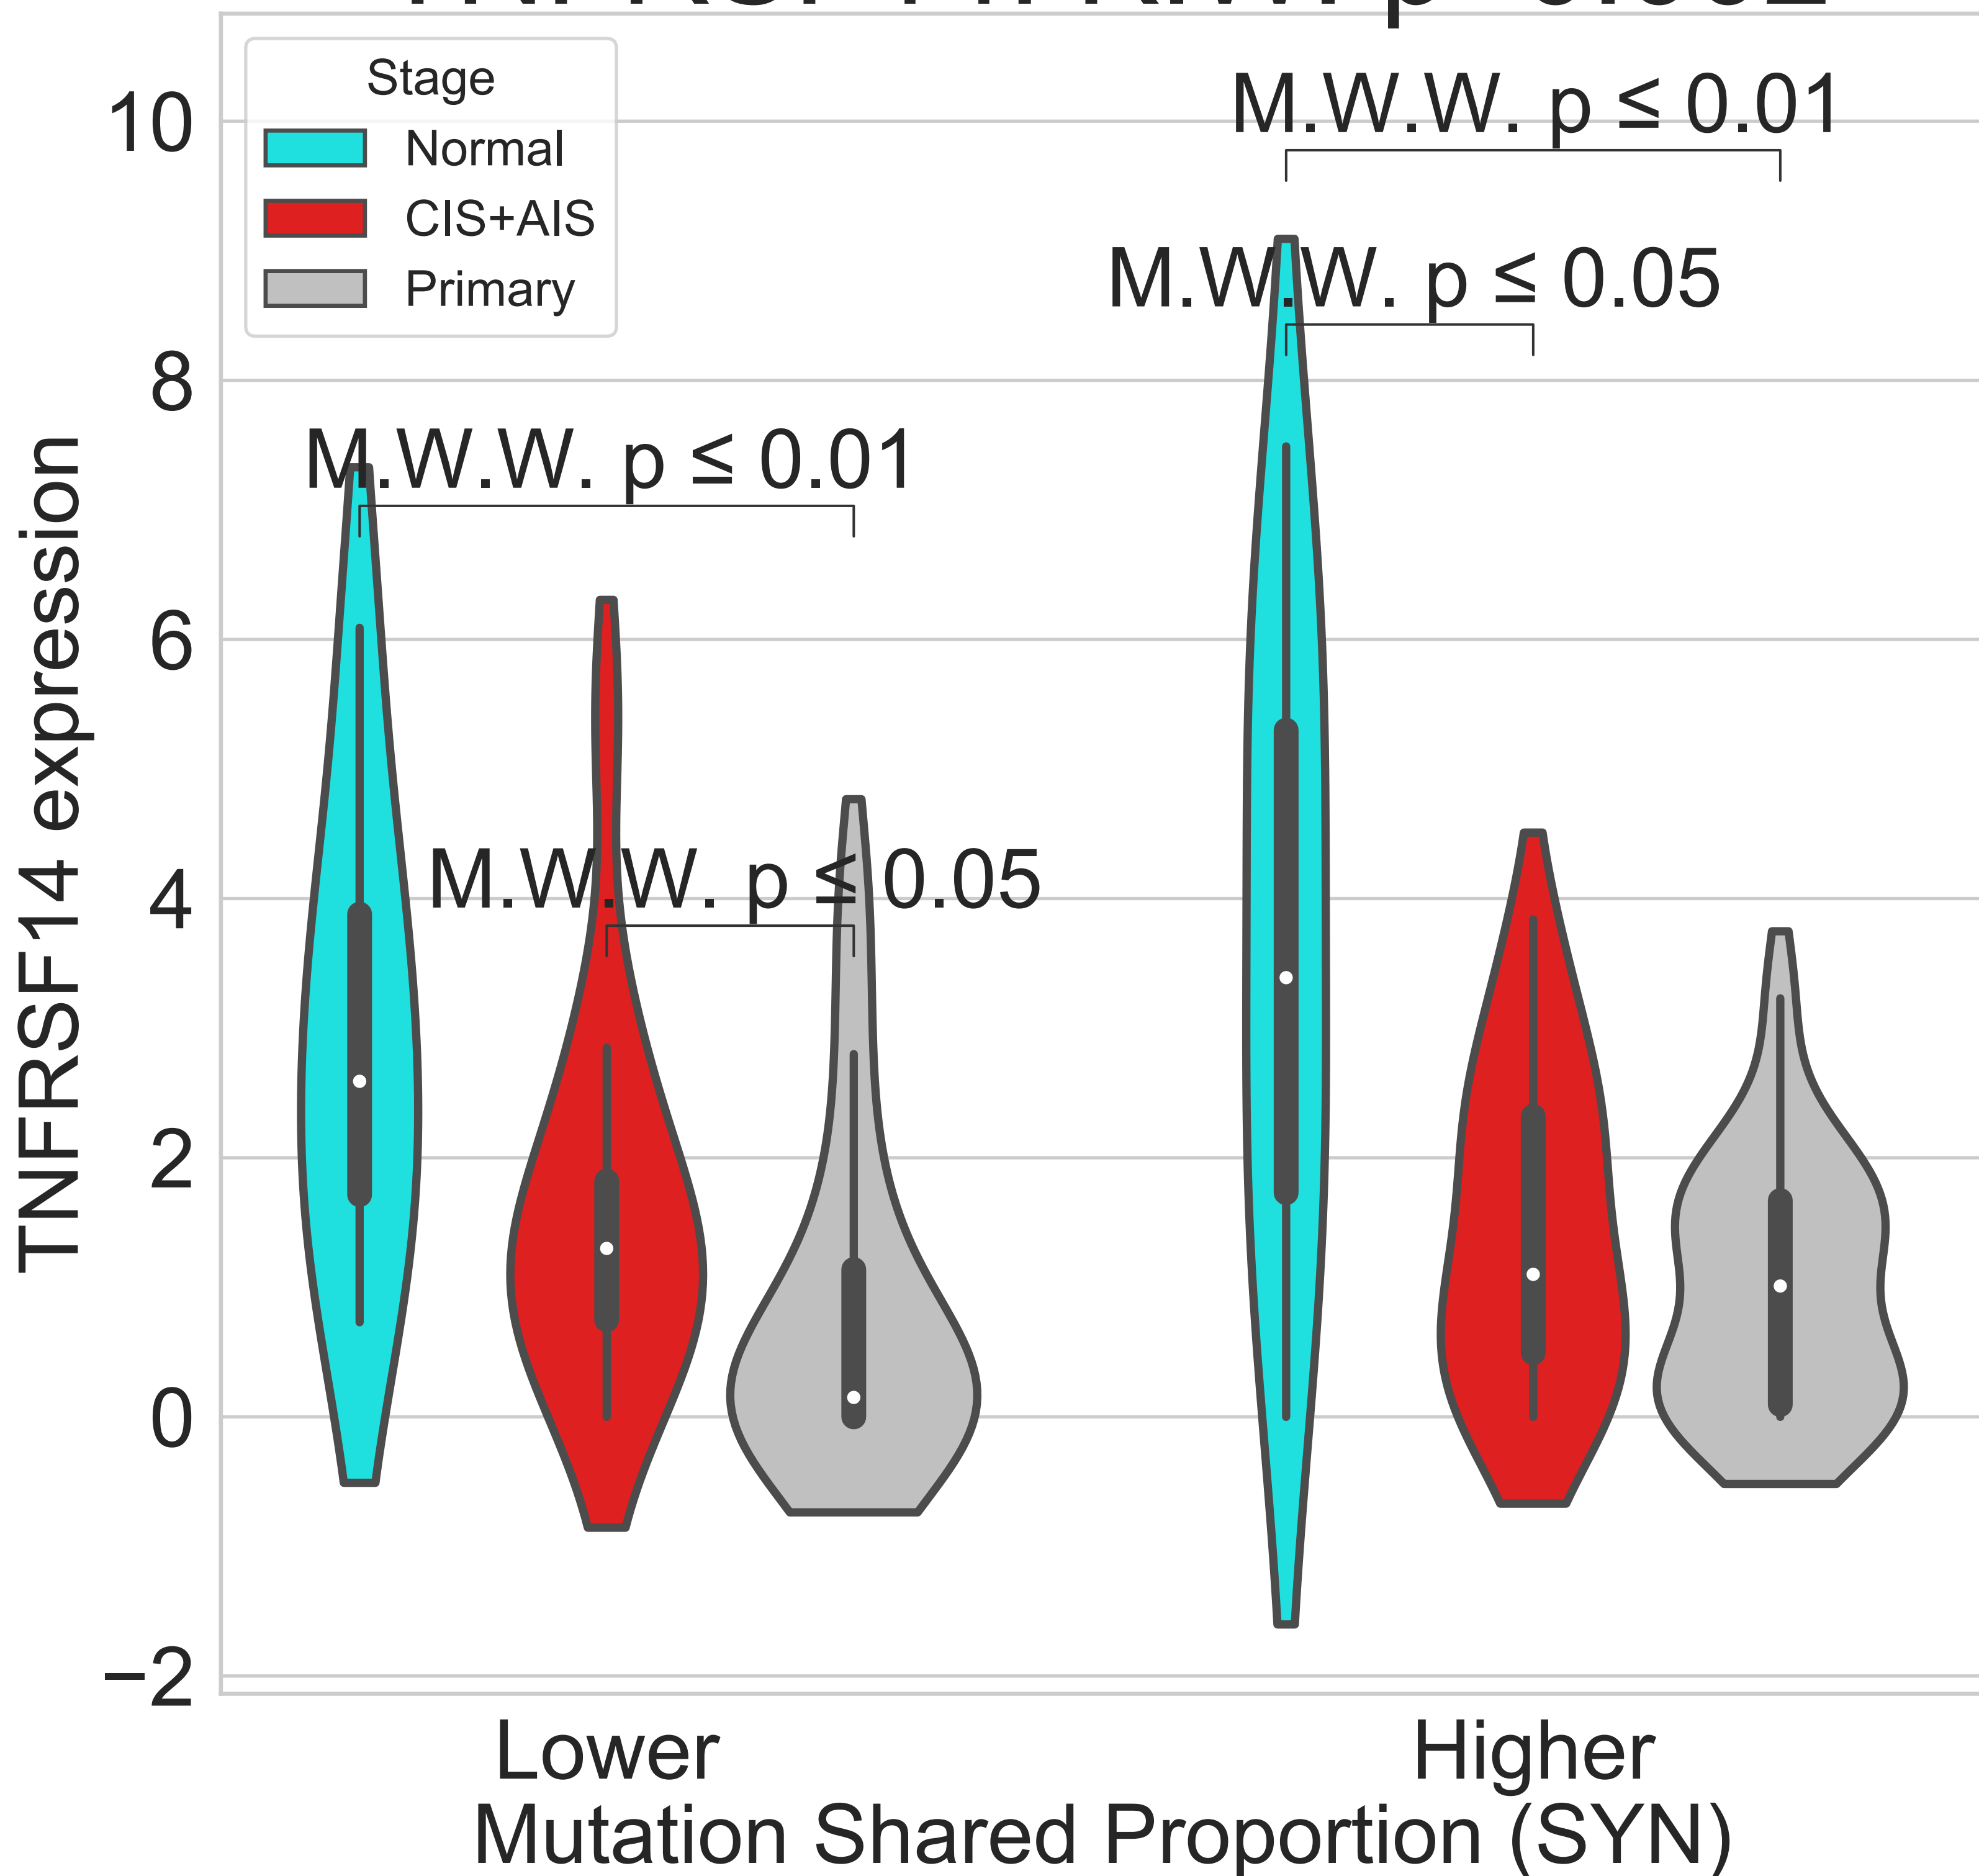 Stage
Normal
CIS+AIS
Primary
M.W.W. p ≤ 0.01
M.W.W. p ≤ 0.05
M.W.W. p ≤ 0.01
M.W.W. p ≤ 0.05
10
8
6
4
2
0
−2
TNFRSF14 expression
Lower
Higher
Mutation Shared Proportion (SYN)